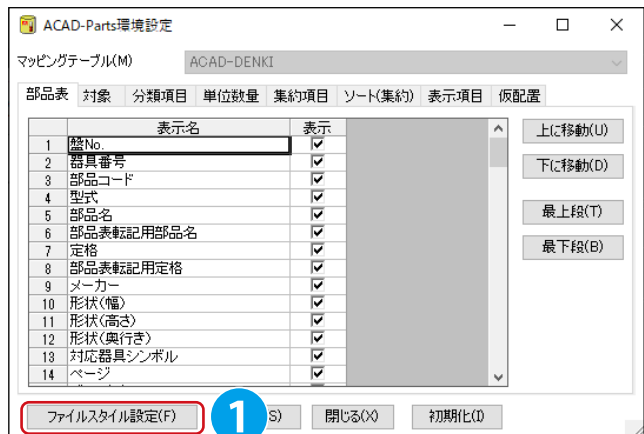 ACAD-Parts環境設定
マッピングテーブル(M) ACAD-DENKI
部品表 対象 分類項目 単位数量 集約項目 ソート(集約) 表示項目 仮配置
表示名 表示
1 盤No.
2 器具番号
3 部品コード
4 型式
5 部品名
6 部品表転記用部品名
7 定格
8 部品表転記用定格
9 メーカー
10 形状(幅)
11 形状(高さ)
12 形状(奥行き)
13 対応器具シンボル
14 ページ
上に移動(U)
下に移動(D)
最上段(T)
最下段(B)
ファイルスタイル設定(F) 1 S) 閉じる(X) 初期化(I)